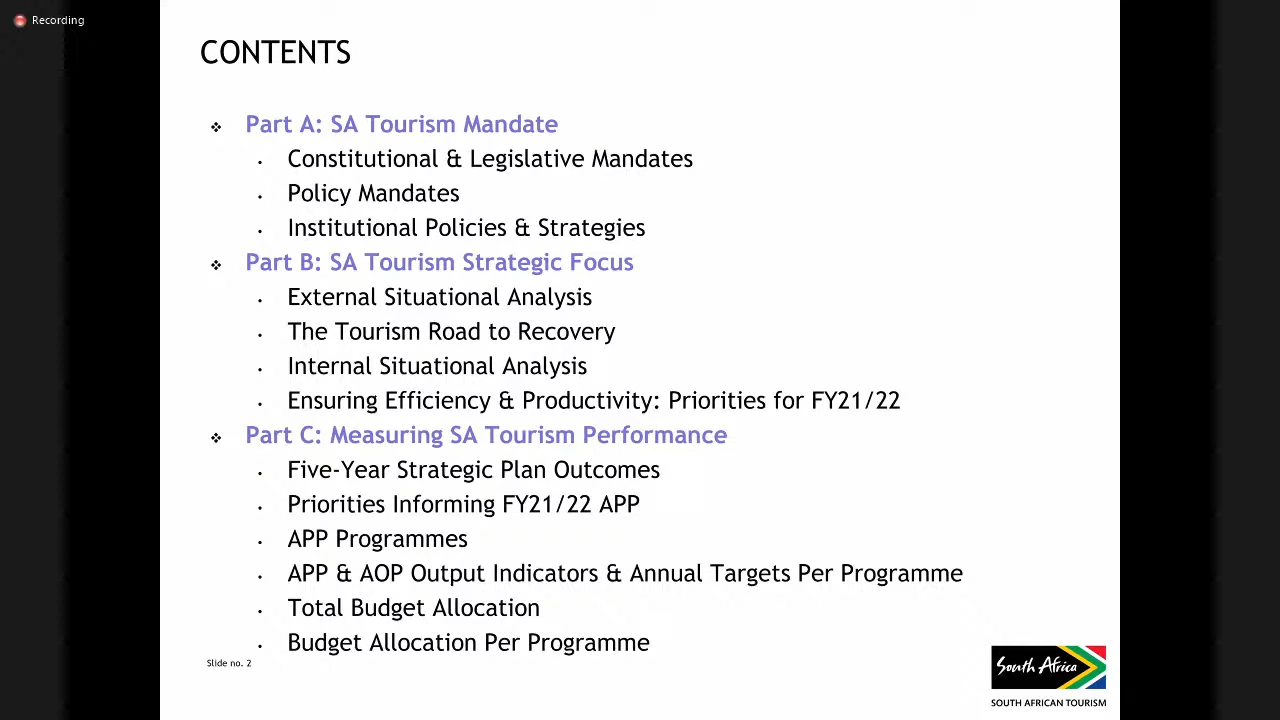 Recording
CONTENTS
❖ Part A: SA Tourism Mandate
• Constitutional & Legislative Mandates
• Policy Mandates
• Institutional Policies & Strategies
❖ Part B: SA Tourism Strategic Focus
• External Situational Analysis
• The Tourism Road to Recovery
• Internal Situational Analysis
• Ensuring Efficiency & Productivity: Priorities for FY21/22
❖ Part C: Measuring SA Tourism Performance
• Five-Year Strategic Plan Outcomes
• Priorities Informing FY21/22 APP
• APP Programmes
• APP & AOP Output Indicators & Annual Targets Per Programme
• Total Budget Allocation
• Budget Allocation Per Programme
Slide no. 2
South Africa
SOUTH AFRICAN TOURISM